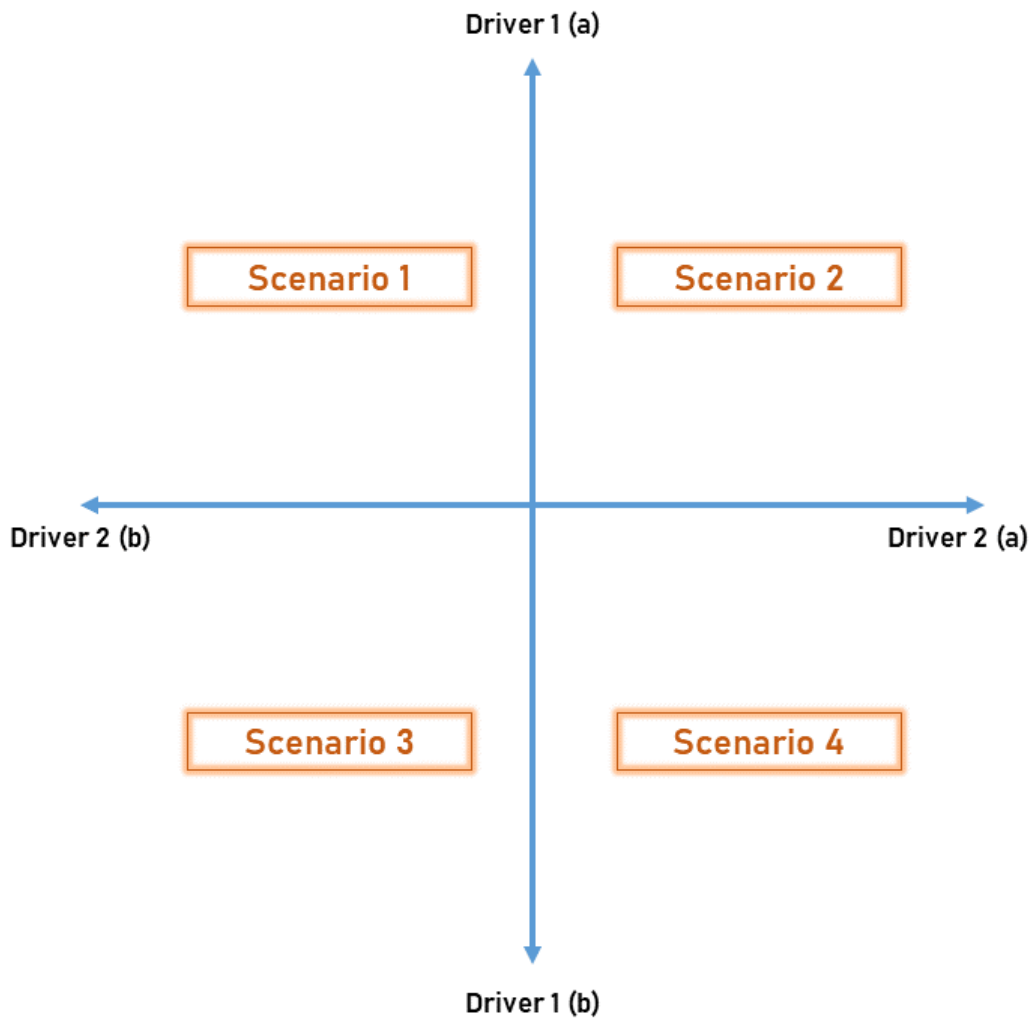 Driver 1 (a)
Scenario 1
Scenario 2
Driver 2 (b)
Driver 2 (a)
Scenario 3
Scenario 4
Driver 1 (b)